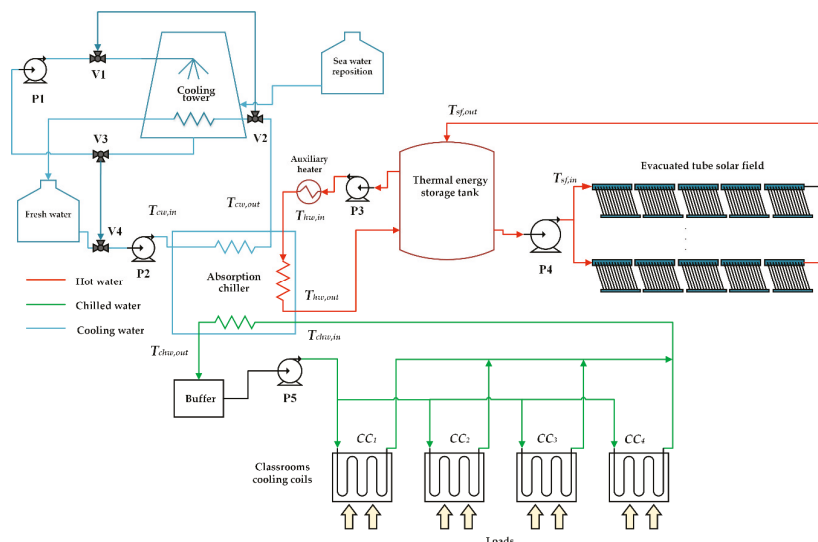 P1
V1
Cooling
tower
Sea water
reposition
V2
V3
Fresh water
V4
P2
T_cw,in
T_cw,out
Auxiliary
heater
T_hw,in
P3
Thermal energy
storage tank
T_sf,out
Evacuated tube solar field
T_sf,in
P4
Absorption
chiller
T_hw,out
Hot water
Chilled water
Cooling water
T_chw,out
T_chw,in
Buffer
P5
CC1
CC2
CC3
CC4
Classrooms
cooling coils
Loads